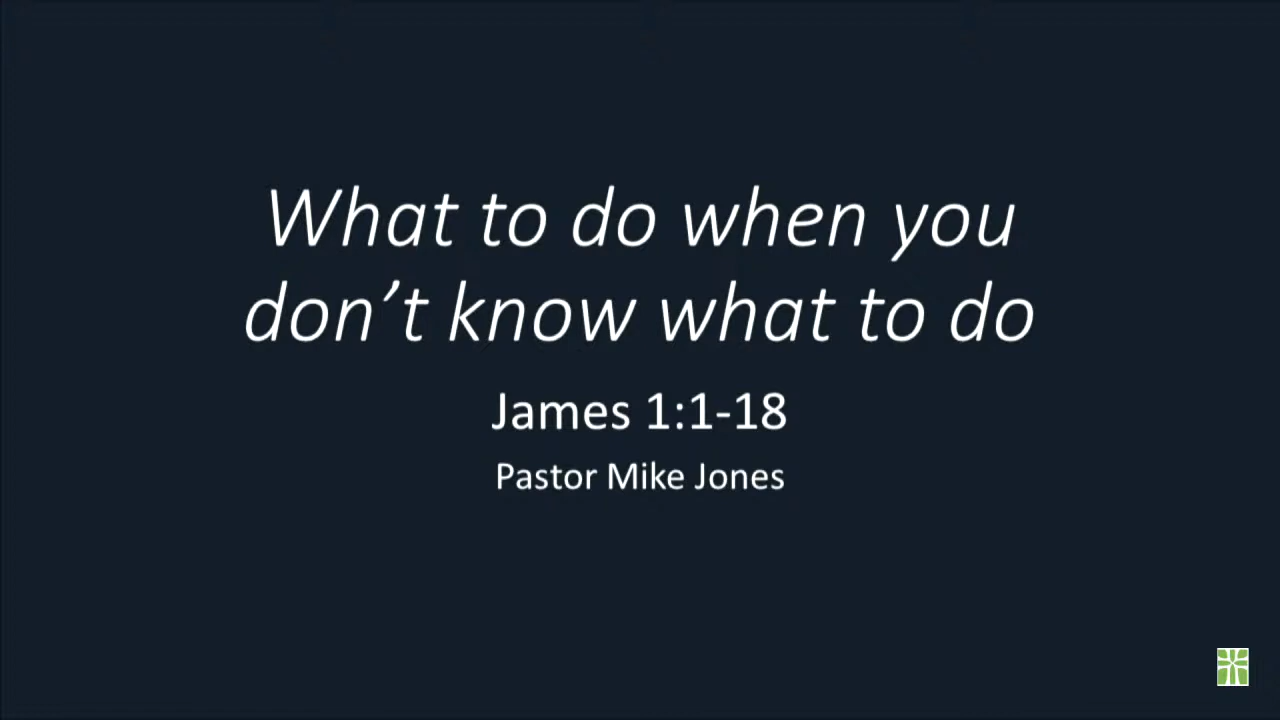 What to do when you
don’t know what to do
James 1:1-18
Pastor Mike Jones